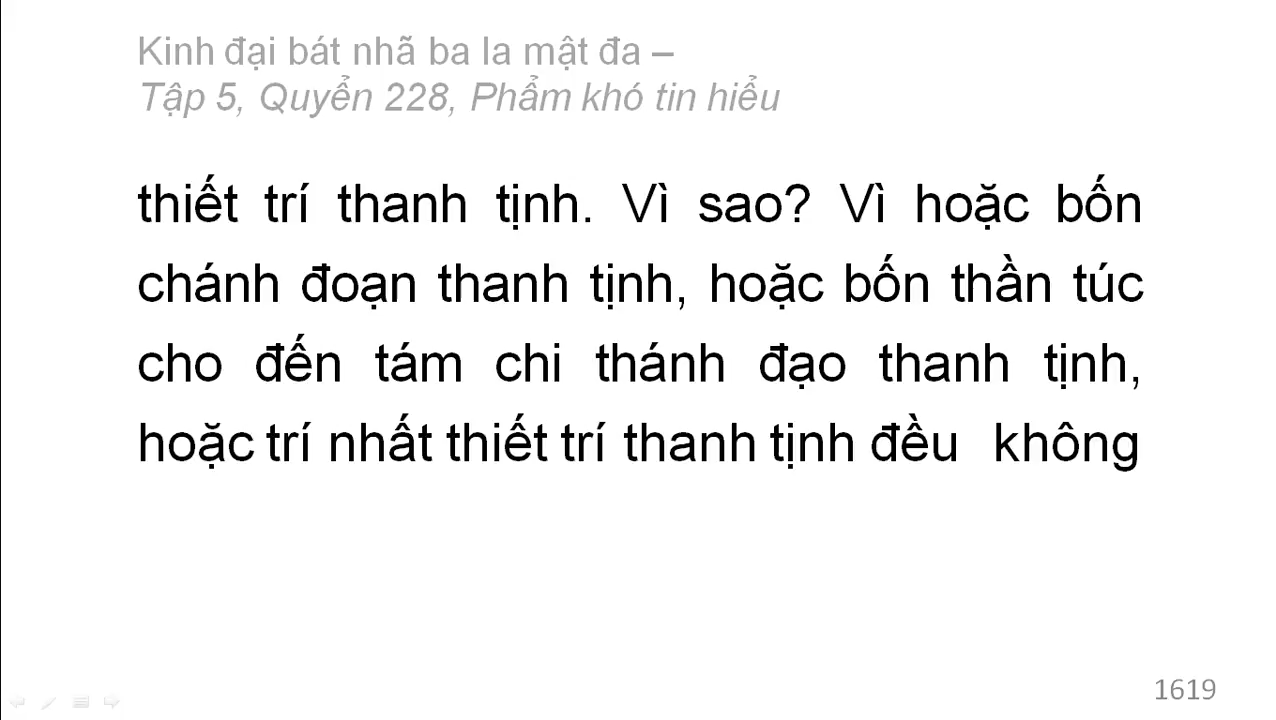 Kinh đại bát nhã ba la mật đa –
Tập 5, Quyển 228, Phẩm khó tin hiểu
thiết trí thanh tịnh. Vì sao? Vì hoặc bốn
chánh đoạn thanh tịnh, hoặc bốn thần túc
cho đến tám chi thánh đạo thanh tịnh,
hoặc trí nhất thiết trí thanh tịnh đều không
1619